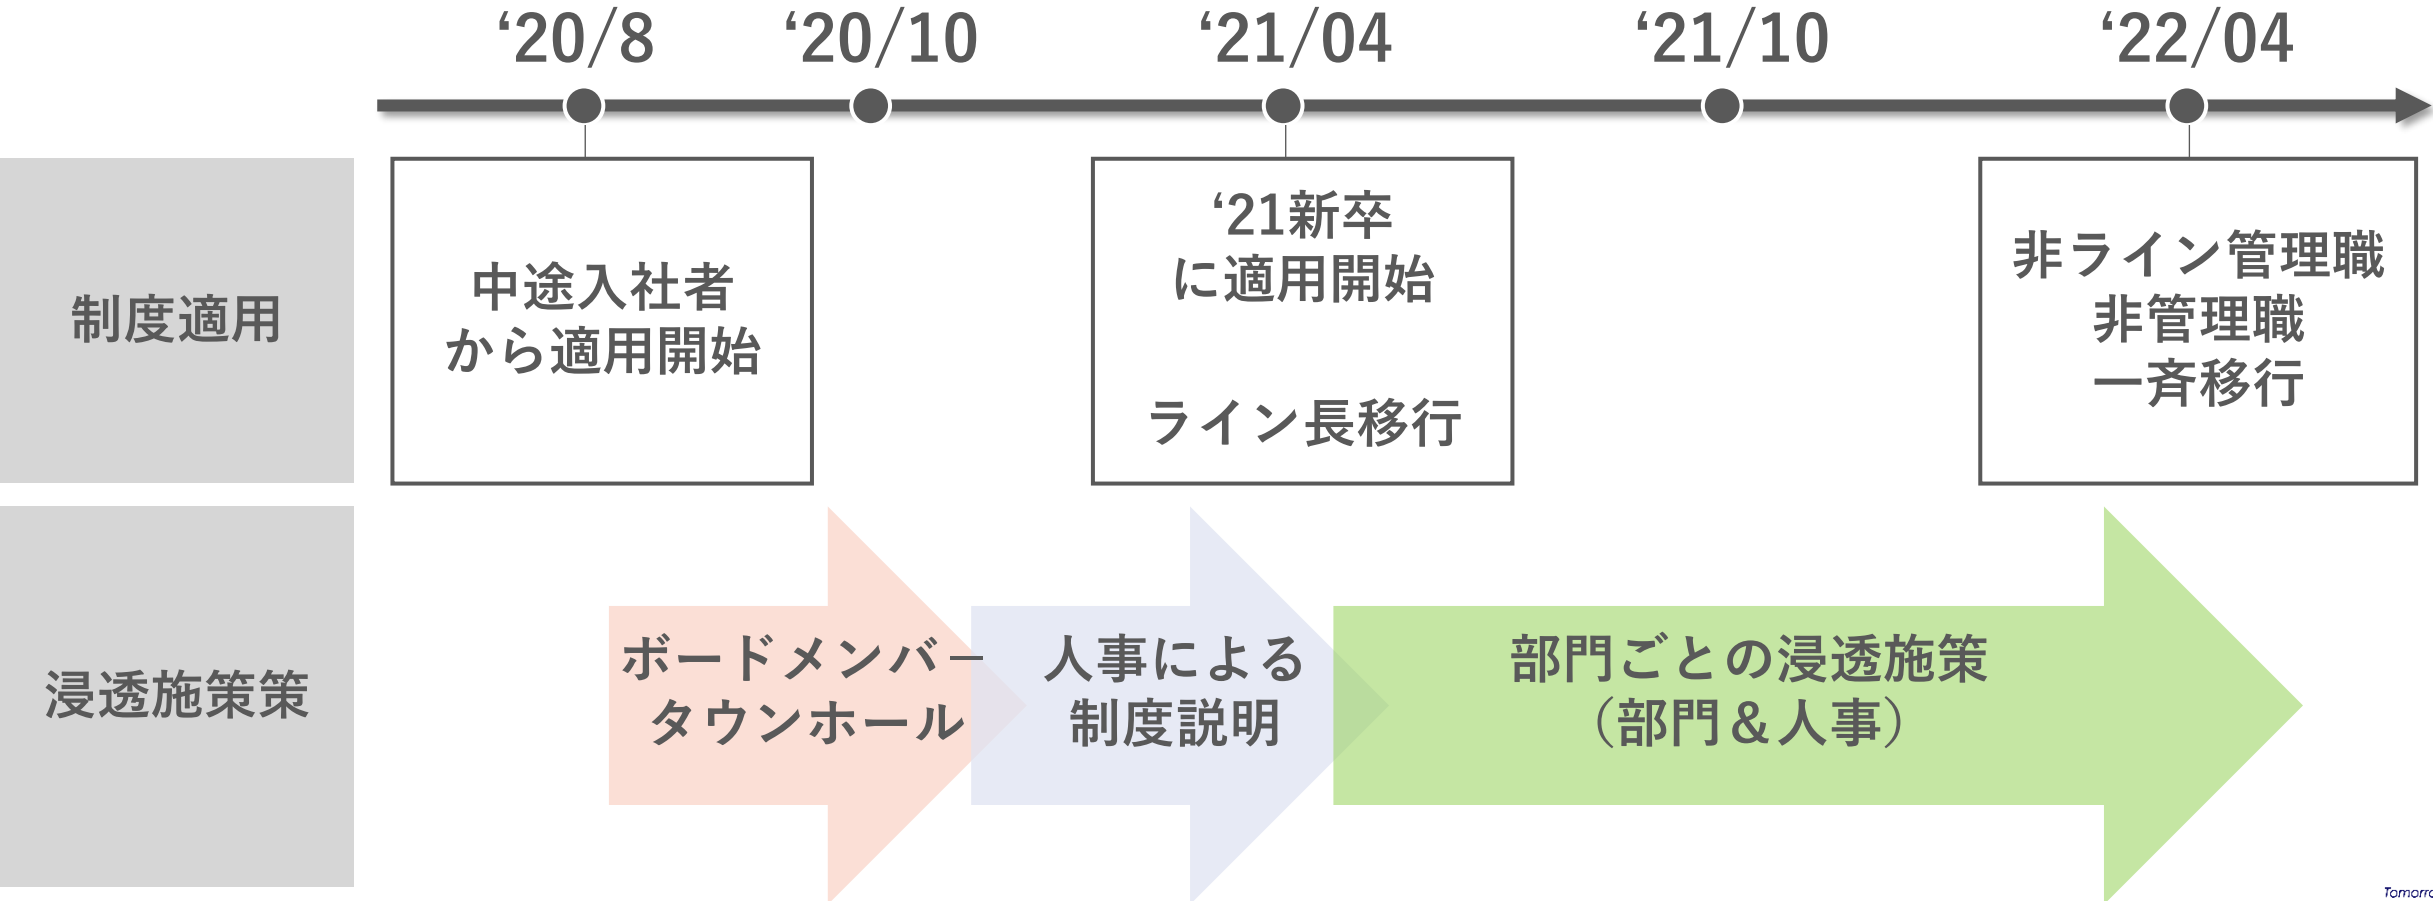 ‘20/8
‘20/10
‘21/04
‘21/10
‘22/04
制度適用
中途入社者
から適用開始
‘21新卒
に適用開始
ライン長移行
非ライン管理職
非管理職
一斉移行
浸透施策策
ボードメンバー
タウンホール
人事による
制度説明
部門ごとの浸透施策
（部門＆人事）